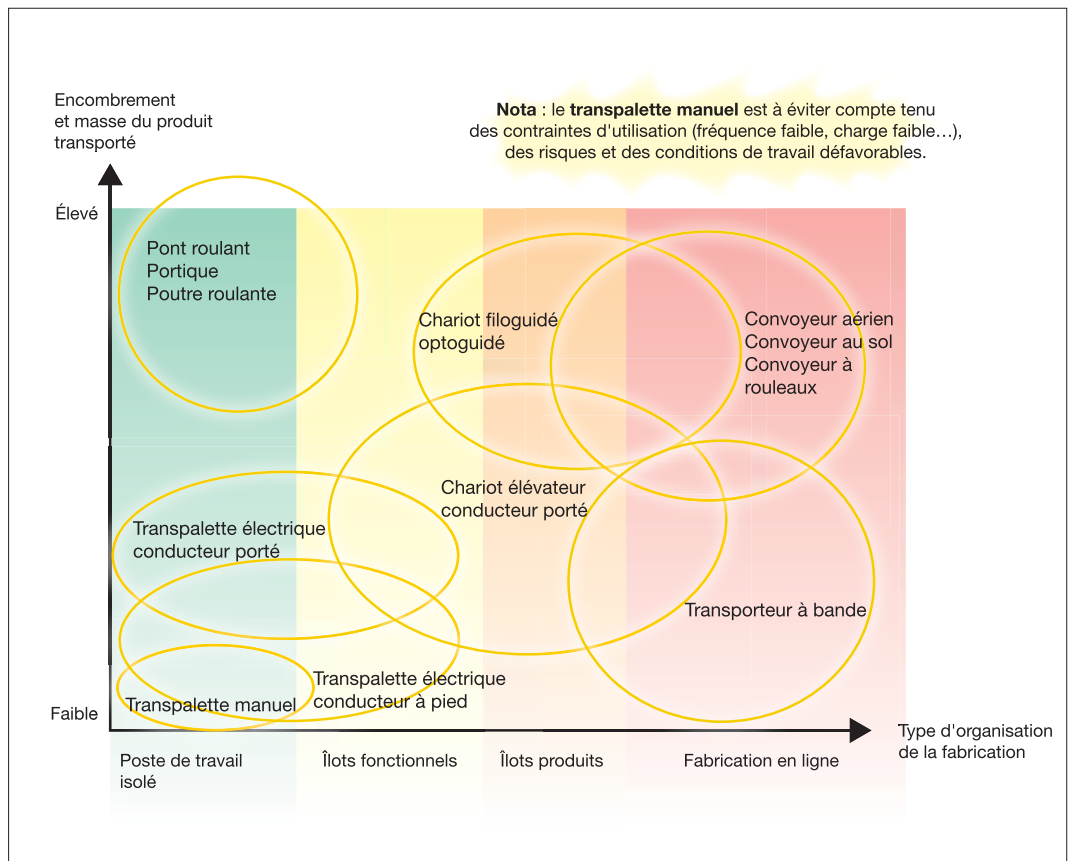 Encombrement
et masse du produit
transporté
Nota : le transpalette manuel est à éviter compte tenu
des contraintes d'utilisation (fréquence faible, charge faible…),
des risques et des conditions de travail défavorables.
Élevé
Pont roulant
Portique
Poutre roulante
Chariot filoguidé
optoguidé
Convoyeur aérien
Convoyeur au sol
Convoyeur à
rouleaux
Chariot élévateur
conducteur porté
Transpalette électrique
conducteur porté
Transporteur à bande
Transpalette électrique
conducteur à pied
Transpalette manuel
Faible
Type d'organisation
de la fabrication
Poste de travail
isolé
Îlots fonctionnels
Îlots produits
Fabrication en ligne